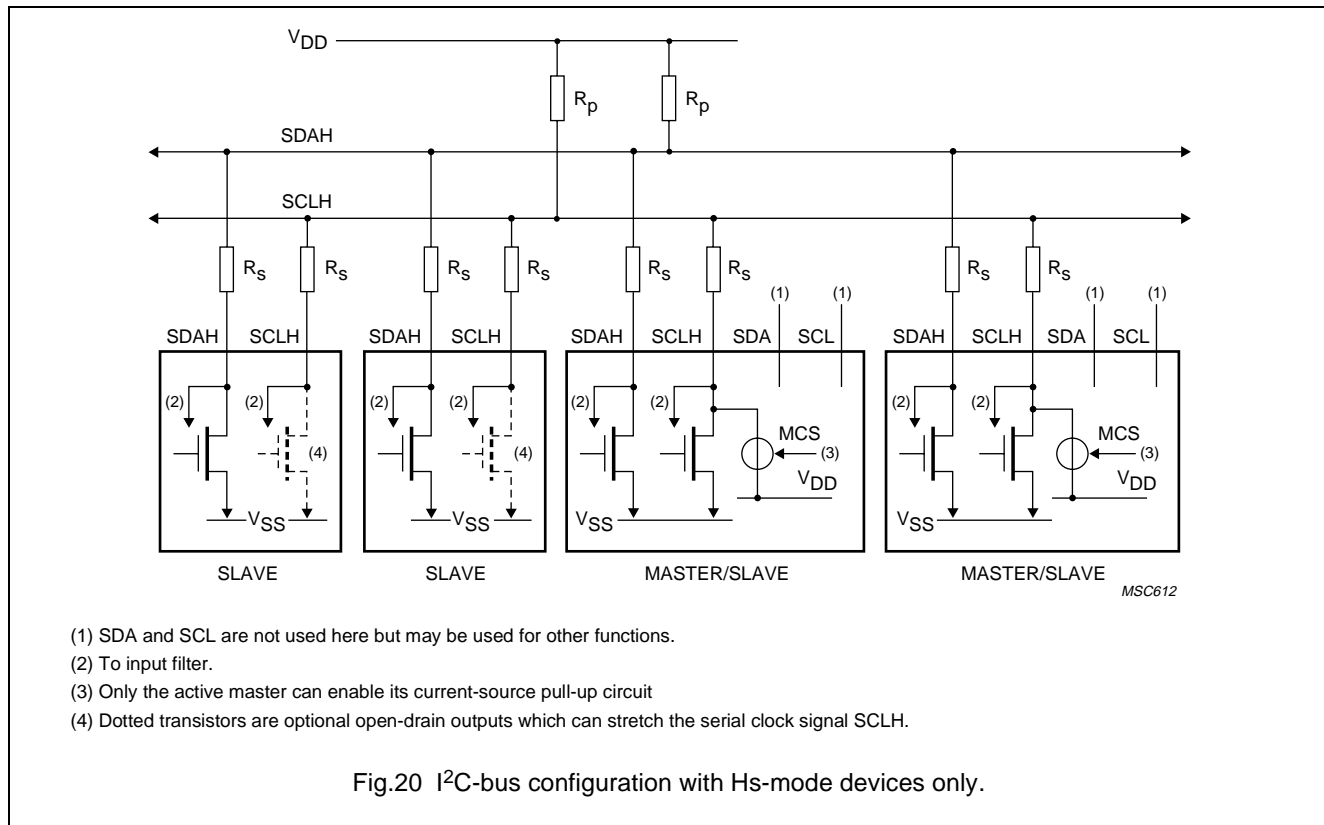 VDD
Rp Rp
SDAH
SCLH
Rs Rs Rs Rs Rs Rs Rs Rs
(1) (1) (1) (1)
SDAH SCLH SDAH SCLH SDAH SCLH SDA SCL SDAH SCLH SDA SCL
(2) (2) (2) (2) (2) (2) (2) (2)
(4) (4) MCS (3) MCS (3)
VDD VDD
VSS VSS VSS VSS
SLAVE SLAVE MASTER/SLAVE MASTER/SLAVE
MSC612
(1) SDA and SCL are not used here but may be used for other functions.
(2) To input filter.
(3) Only the active master can enable its current-source pull-up circuit
(4) Dotted transistors are optional open-drain outputs which can stretch the serial clock signal SCLH.
Fig.20 I²C-bus configuration with Hs-mode devices only.